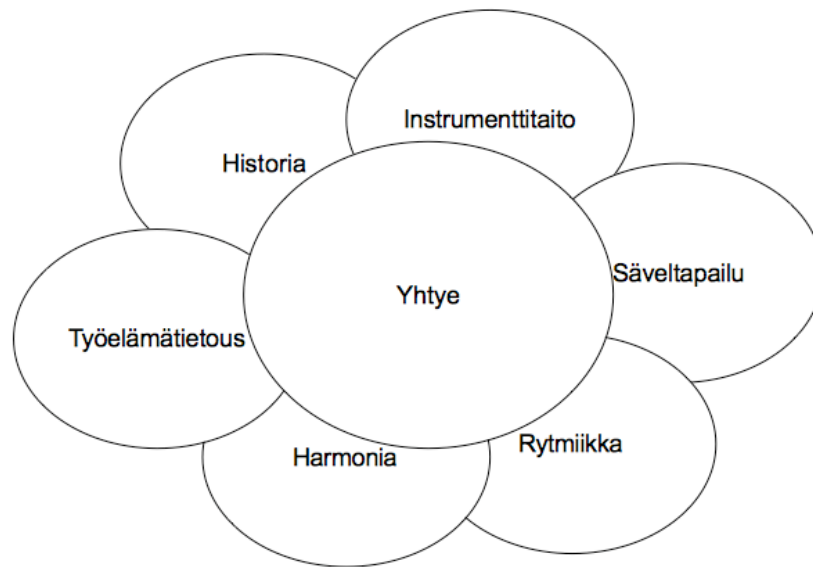 Instrumenttitaito
Historia
Säveltapailu
Yhtye
Työelämätietous
Rytmiikka
Harmonia